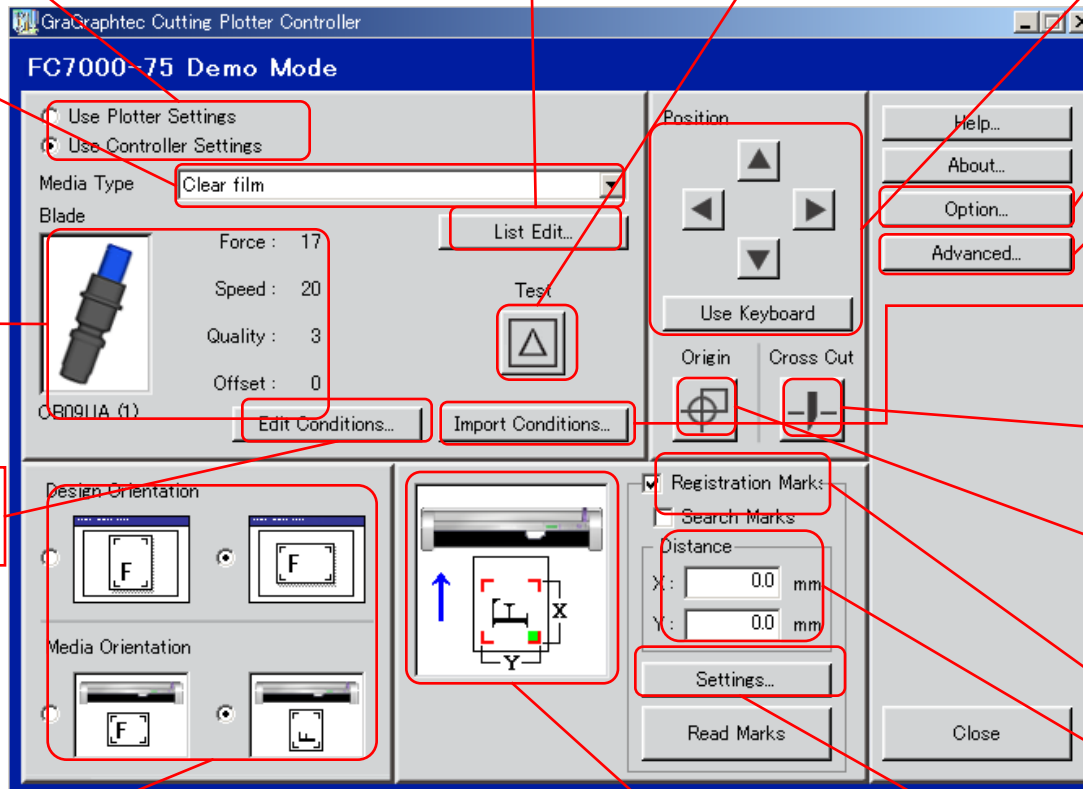 GraGraphtec Cutting Plotter Controller
FC7000-75 Demo Mode
Use Plotter Settings
Use Controller Settings
Media Type Clear film
Blade
List Edit...
Force : 17
Speed : 20
Quality : 3
Offset : 0
CB09UA (1)
Test
Edit Conditions...
Import Conditions...
Position
Use Keyboard
Origin Cross Cut
Help...
About...
Option...
Advanced...
Design Orientation
F F
Media Orientation
F F
F X
Y
Registration Marks
Search Marks
Distance
X : 0.0 mm
Y : 0.0 mm
Settings...
Read Marks
Close